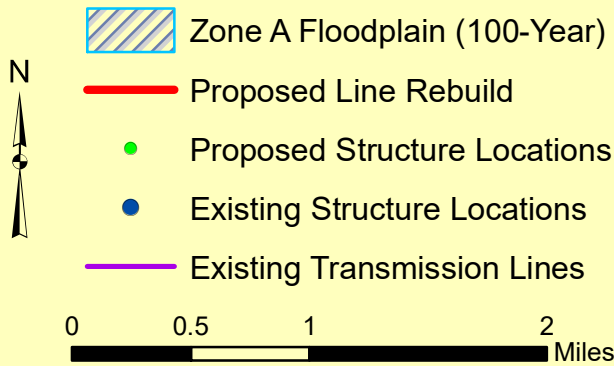 Zone A Floodplain (100-Year)
N
Proposed Line Rebuild
Proposed Structure Locations
Existing Structure Locations
Existing Transmission Lines
0 0.5 1 2
Miles